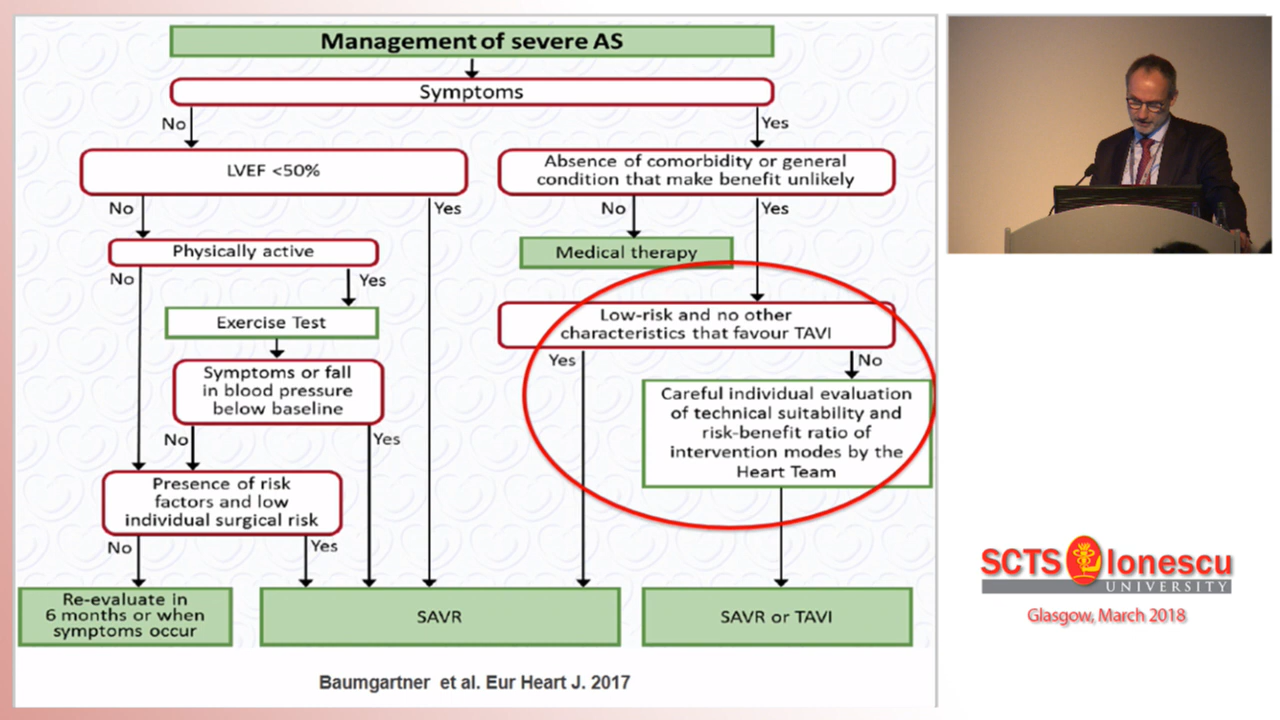 Management of severe AS
Symptoms
No
Yes
LVEF <50%
Absence of comorbidity or general
condition that make benefit unlikely
No
Yes
No
Yes
Physically active
Medical therapy
No
Yes
Exercise Test
Low-risk and no other
characteristics that favour TAVI
Yes
No
Symptoms or fall
in blood pressure
below baseline
Careful individual evaluation
of technical suitability and
risk-benefit ratio of
intervention modes by the
Heart Team
No
Yes
Presence of risk
factors and low
individual surgical risk
No
Yes
Re-evaluate in
6 months or when
symptoms occur
SAVR
SAVR or TAVI
Baumgartner et al. Eur Heart J. 2017
SCTS Ionescu
UNIVERSITY
Glasgow, March 2018